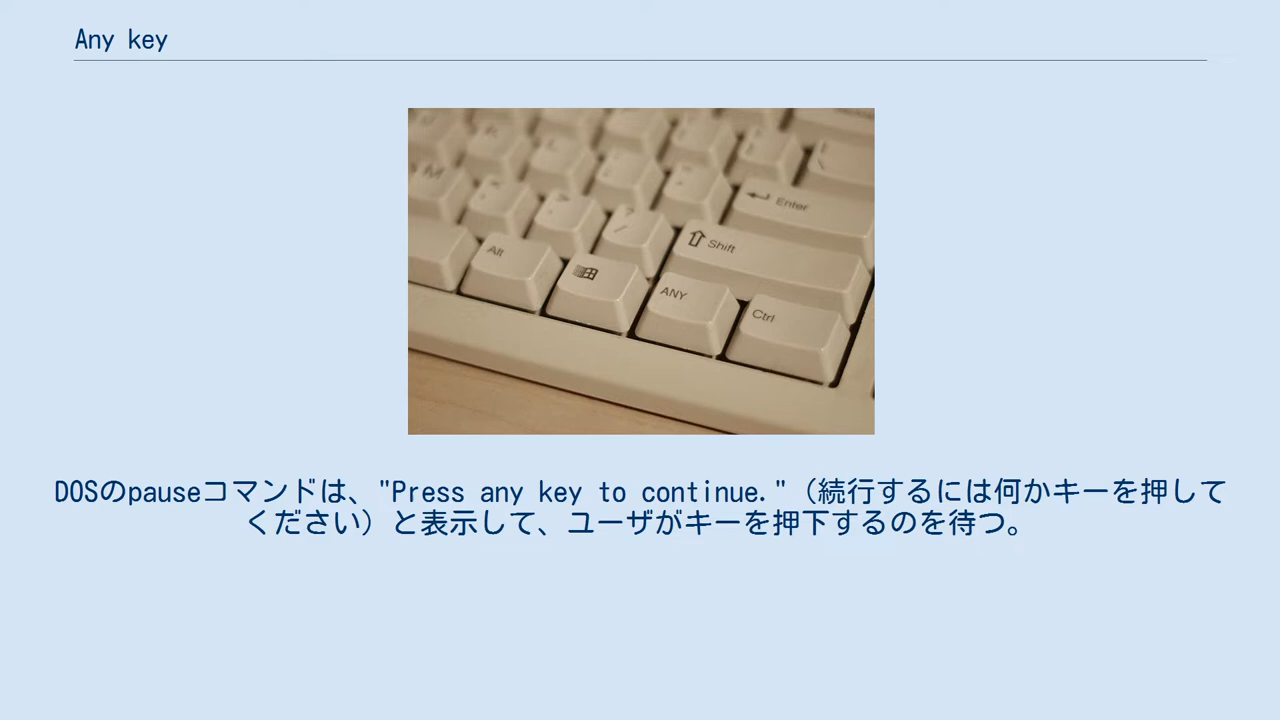 Any key
M
Enter
Shift
Alt
ANY
Ctrl
DOSのpauseコマンドは、"Press any key to continue."（続行するには何かキーを押して
ください）と表示して、ユーザがキーを押下するのを待つ。